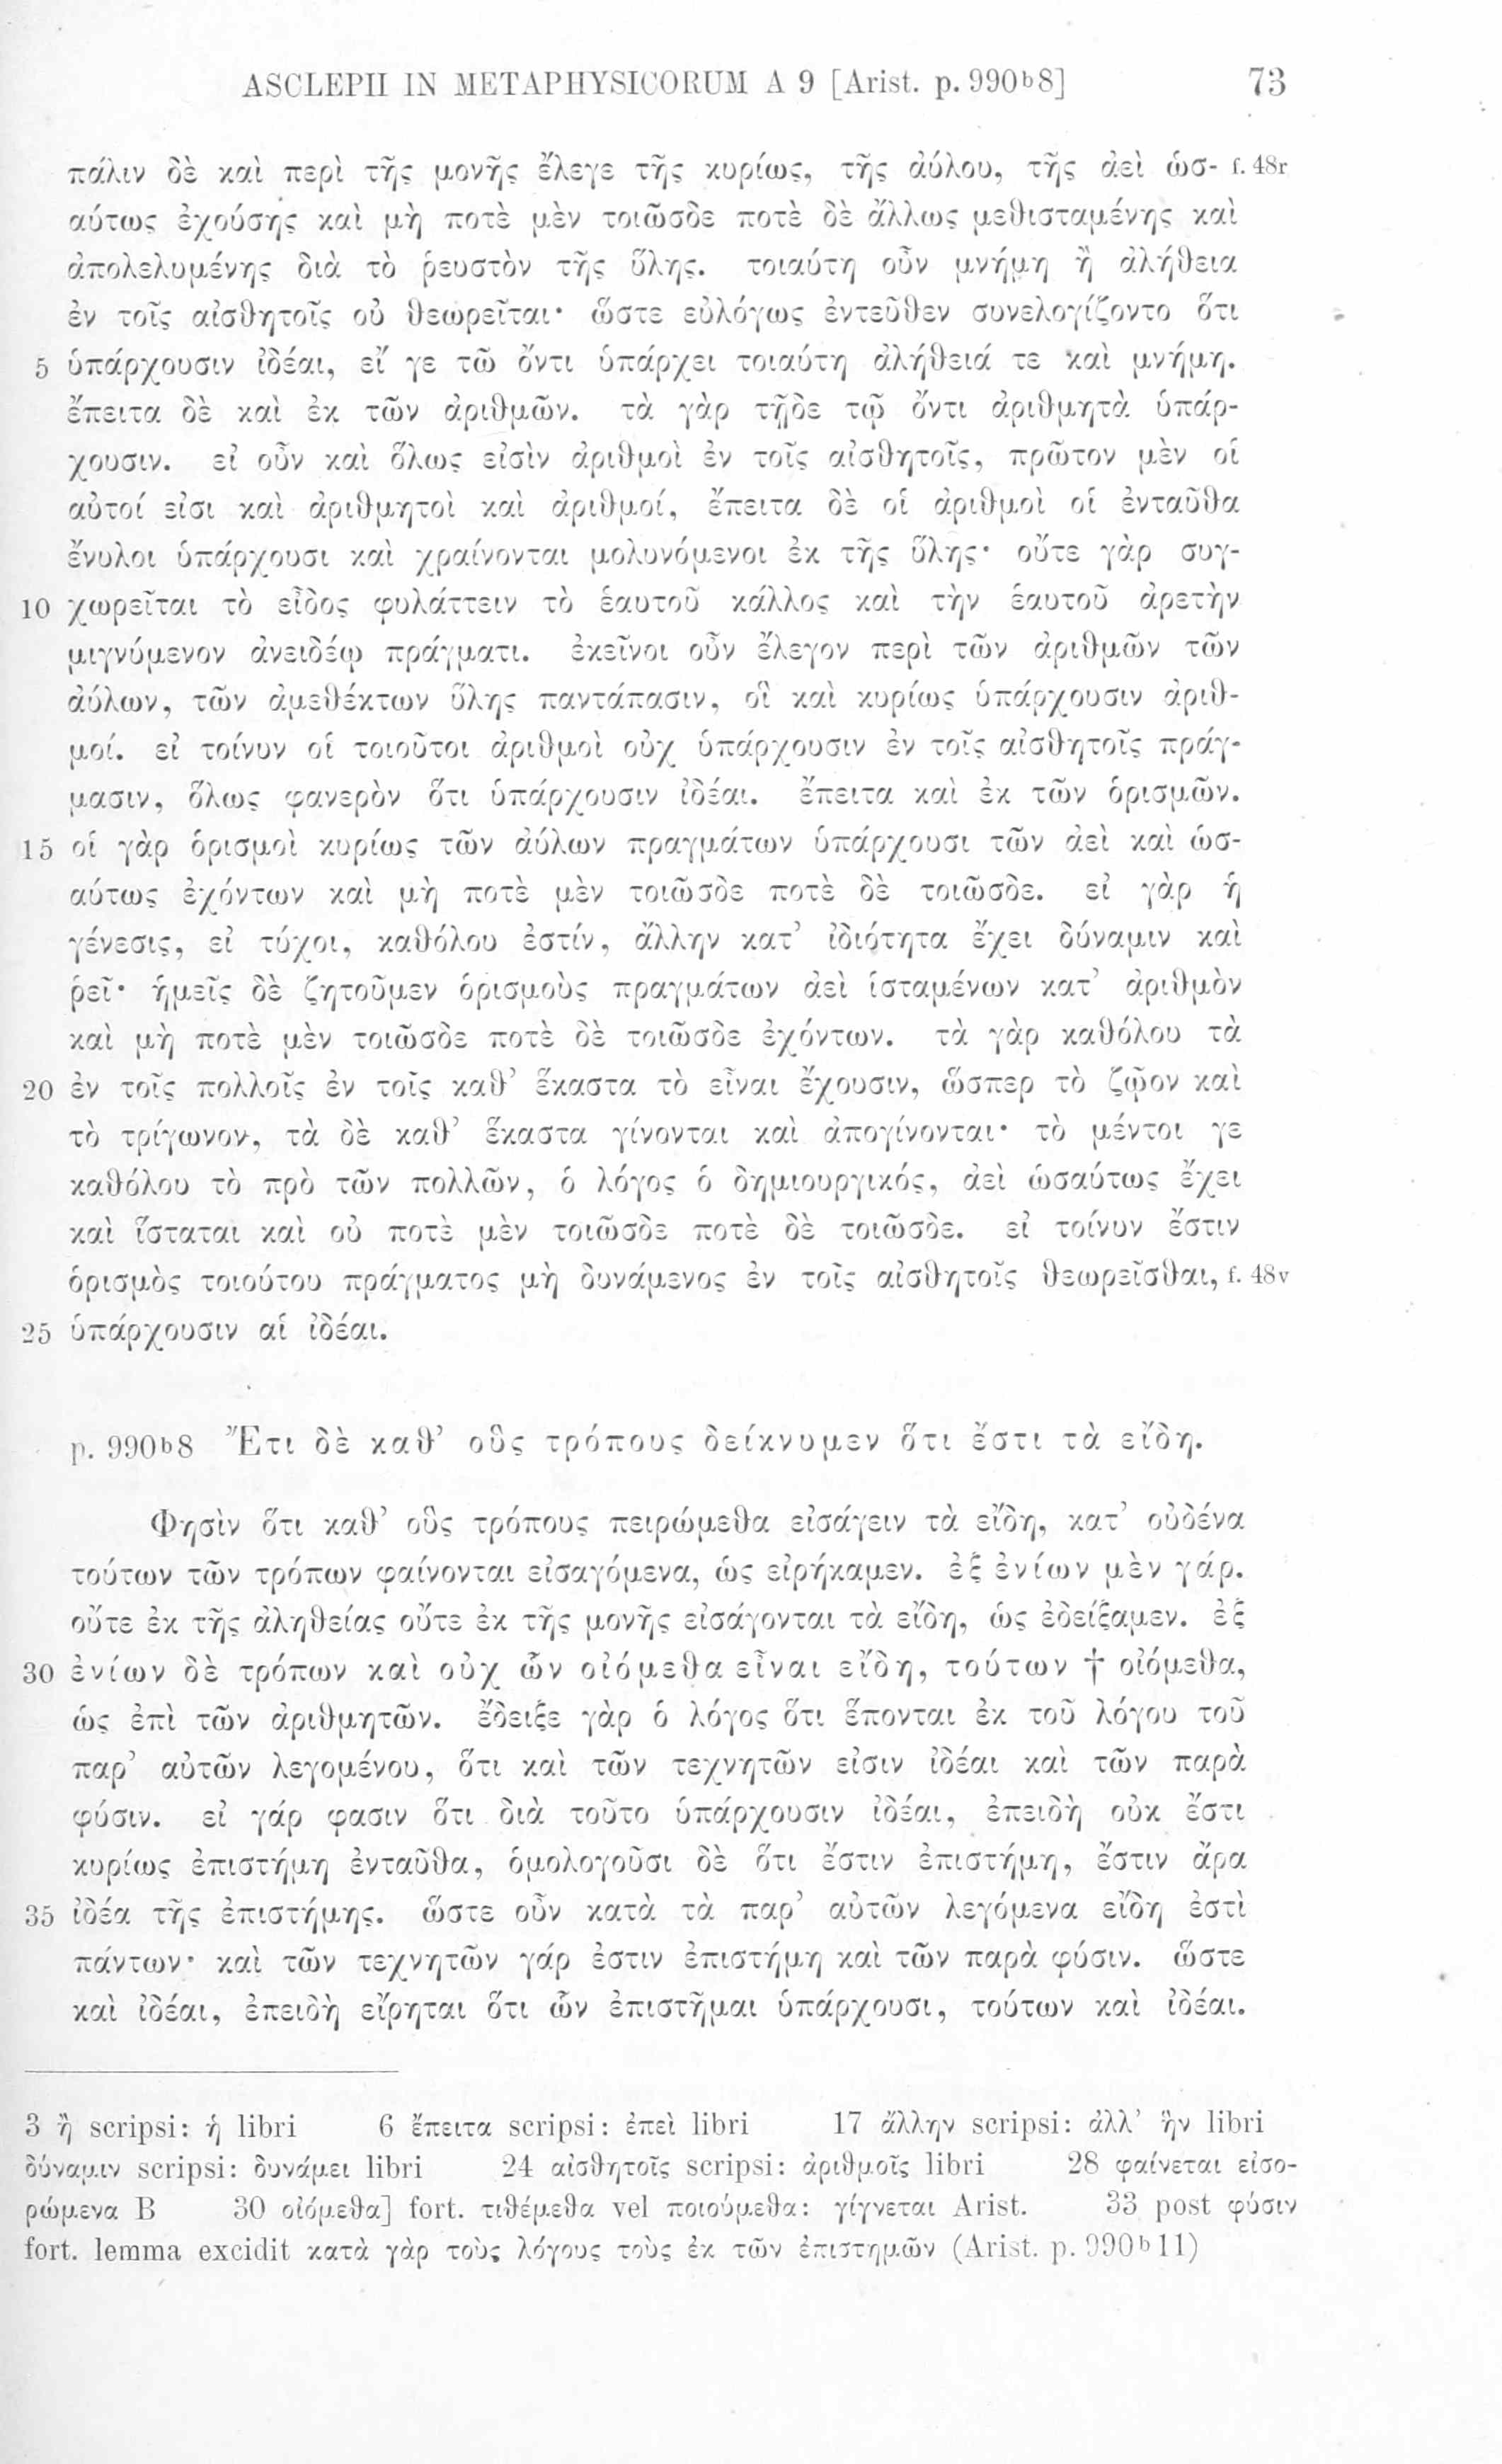 ASCLEPII IN METAPHYSICORUM A 9 [Arist. p. 990b8] 73
πάλιν δὲ καὶ περὶ τῆς μονῆς ἔλεγε τῆς κυρίως, τῆς ἀύλου, τῆς ἀεὶ ὡσ- f. 48r
αύτως ἐχούσης καὶ μὴ ποτὲ μὲν τοιῶσδε ποτὲ δὲ ἄλλως μεθισταμένης καὶ
ἀπολελυμένης διὰ τὸ ῥευστὸν τῆς ὕλης. τοιαύτη οὖν μνήμη ἢ ἀλήθεια
ἐν τοῖς αἰσθητοῖς οὐ θεωρεῖται· ὥστε εὐλόγως ἐντεῦθεν συνελογίζοντο ὅτι
5 ὑπάρχουσιν ἰδέαι, εἴ γε τῶ ὄντι ὑπάρχει τοιαύτη ἀλήθειά τε καὶ μνήμη.
ἔπειτα δὲ καὶ ἐκ τῶν ἀριθμῶν. τὰ γὰρ τῇδε τῷ ὄντι ἀριθμητὰ ὑπάρ-
χουσιν. εἰ οὖν καὶ ὅλως εἰσὶν ἀριθμοὶ ἐν τοῖς αἰσθητοῖς, πρῶτον μὲν οἱ
αὐτοί εἰσι καὶ ἀριθμητοὶ καὶ ἀριθμοί, ἔπειτα δὲ οἱ ἀριθμοὶ οἱ ἐνταῦθα
ἔνυλοι ὑπάρχουσι καὶ χραίνονται μολυνόμενοι ἐκ τῆς ὕλης· οὔτε γὰρ συγ-
10 χωρεῖται τὸ εἶδος φυλάττειν τὸ ἑαυτοῦ κάλλος καὶ τὴν ἑαυτοῦ ἀρετὴν
μιγνύμενον ἀνειδέῳ πράγματι. ἐκεῖνοι οὖν ἔλεγον περὶ τῶν ἀριθμῶν τῶν
ἀύλων, τῶν ἀμεθέκτων ὕλης παντάπασιν, οἳ καὶ κυρίως ὑπάρχουσιν ἀριθ-
μοί. εἰ τοίνυν οἱ τοιοῦτοι ἀριθμοὶ οὐχ ὑπάρχουσιν ἐν τοῖς αἰσθητοῖς πράγ-
μασιν, ὅλως φανερὸν ὅτι ὑπάρχουσιν ἰδέαι. ἔπειτα καὶ ἐκ τῶν ὁρισμῶν.
15 οἱ γὰρ ὁρισμοὶ κυρίως τῶν ἀύλων πραγμάτων ὑπάρχουσι τῶν ἀεὶ καὶ ὡσ-
αύτως ἐχόντων καὶ μὴ ποτὲ μὲν τοιῶσδε ποτὲ δὲ τοιῶσδε. εἰ γὰρ ἡ
γένεσις, εἰ τύχοι, καθόλου ἐστίν, ἄλλην κατ’ ἰδιότητα ἔχει δύναμιν καὶ
ῥεῖ· ἡμεῖς δὲ ζητοῦμεν ὁρισμοὺς πραγμάτων ἀεὶ ἱσταμένων κατ’ ἀριθμὸν
καὶ μὴ ποτὲ μὲν τοιῶσδε ποτὲ δὲ τοιῶσδε ἐχόντων. τὰ γὰρ καθόλου τὰ
20 ἐν τοῖς πολλοῖς ἐν τοῖς καθ’ ἕκαστα τὸ εἶναι ἔχουσιν, ὥσπερ τὸ ζῷον καὶ
τὸ τρίγωνον, τὰ δὲ καθ’ ἕκαστα γίνονται καὶ ἀπογίνονται· τὸ μέντοι γε
καθόλου τὸ πρὸ τῶν πολλῶν, ὁ λόγος ὁ δημιουργικός, ἀεὶ ὡσαύτως ἔχει
καὶ ἵσταται καὶ οὐ ποτὲ μὲν τοιῶσδε ποτὲ δὲ τοιῶσδε. εἰ τοίνυν ἔστιν
ὁρισμὸς τοιούτου πράγματος μὴ δυνάμενος ἐν τοῖς αἰσθητοῖς θεωρεῖσθαι, f. 48v
25 ὑπάρχουσιν αἱ ἰδέαι.
p. 990b8 Ἔτι δὲ καθ’ οὓς τρόπους δείκνυμεν ὅτι ἔστι τὰ εἴδη.
Φησὶν ὅτι καθ’ οὓς τρόπους πειρώμεθα εἰσάγειν τὰ εἴδη, κατ’ οὐδένα
τούτων τῶν τρόπων φαίνονται εἰσαγόμενα, ὡς εἰρήκαμεν. ἐξ ἐνίων μὲν γάρ.
οὔτε ἐκ τῆς ἀληθείας οὔτε ἐκ τῆς μονῆς εἰσάγονται τὰ εἴδη, ὡς ἐδείξαμεν. ἐξ
30 ἐνίων δὲ τρόπων καὶ οὐχ ὧν οἰόμεθα εἶναι εἴδη, τούτων † οἰόμεθα,
ὡς ἐπὶ τῶν ἀριθμητῶν. ἔδειξε γὰρ ὁ λόγος ὅτι ἕπονται ἐκ τοῦ λόγου τοῦ
παρ’ αὐτῶν λεγομένου, ὅτι καὶ τῶν τεχνητῶν εἰσιν ἰδέαι καὶ τῶν παρὰ
φύσιν. εἰ γάρ φασιν ὅτι διὰ τοῦτο ὑπάρχουσιν ἰδέαι, ἐπειδὴ οὐκ ἔστι
κυρίως ἐπιστήμη ἐνταῦθα, ὁμολογοῦσι δὲ ὅτι ἔστιν ἐπιστήμη, ἔστιν ἄρα
35 ἰδέα τῆς ἐπιστήμης. ὥστε οὖν κατὰ τὰ παρ’ αὐτῶν λεγόμενα εἴδη ἐστὶ
πάντων· καὶ τῶν τεχνητῶν γάρ ἐστιν ἐπιστήμη καὶ τῶν παρὰ φύσιν. ὥστε
καὶ ἰδέαι, ἐπειδὴ εἴρηται ὅτι ὧν ἐπιστῆμαι ὑπάρχουσι, τούτων καὶ ἰδέαι.
3 ἢ scripsi: ἡ libri 6 ἔπειτα scripsi: ἐπεὶ libri 17 ἄλλην scripsi: ἀλλ’ ἣν libri
δύναμιν scripsi: δυνάμει libri 24 αἰσθητοῖς scripsi: ἀριθμοῖς libri 28 φαίνεται εἰσο-
ρώμενα B 30 οἰόμεθα] fort. τιθέμεθα vel ποιούμεθα: γίγνεται Arist. 33 post φύσιν
fort. lemma excidit κατὰ γὰρ τοὺς λόγους τοὺς ἐκ τῶν ἐπιστημῶν (Arist. p. 990b11)